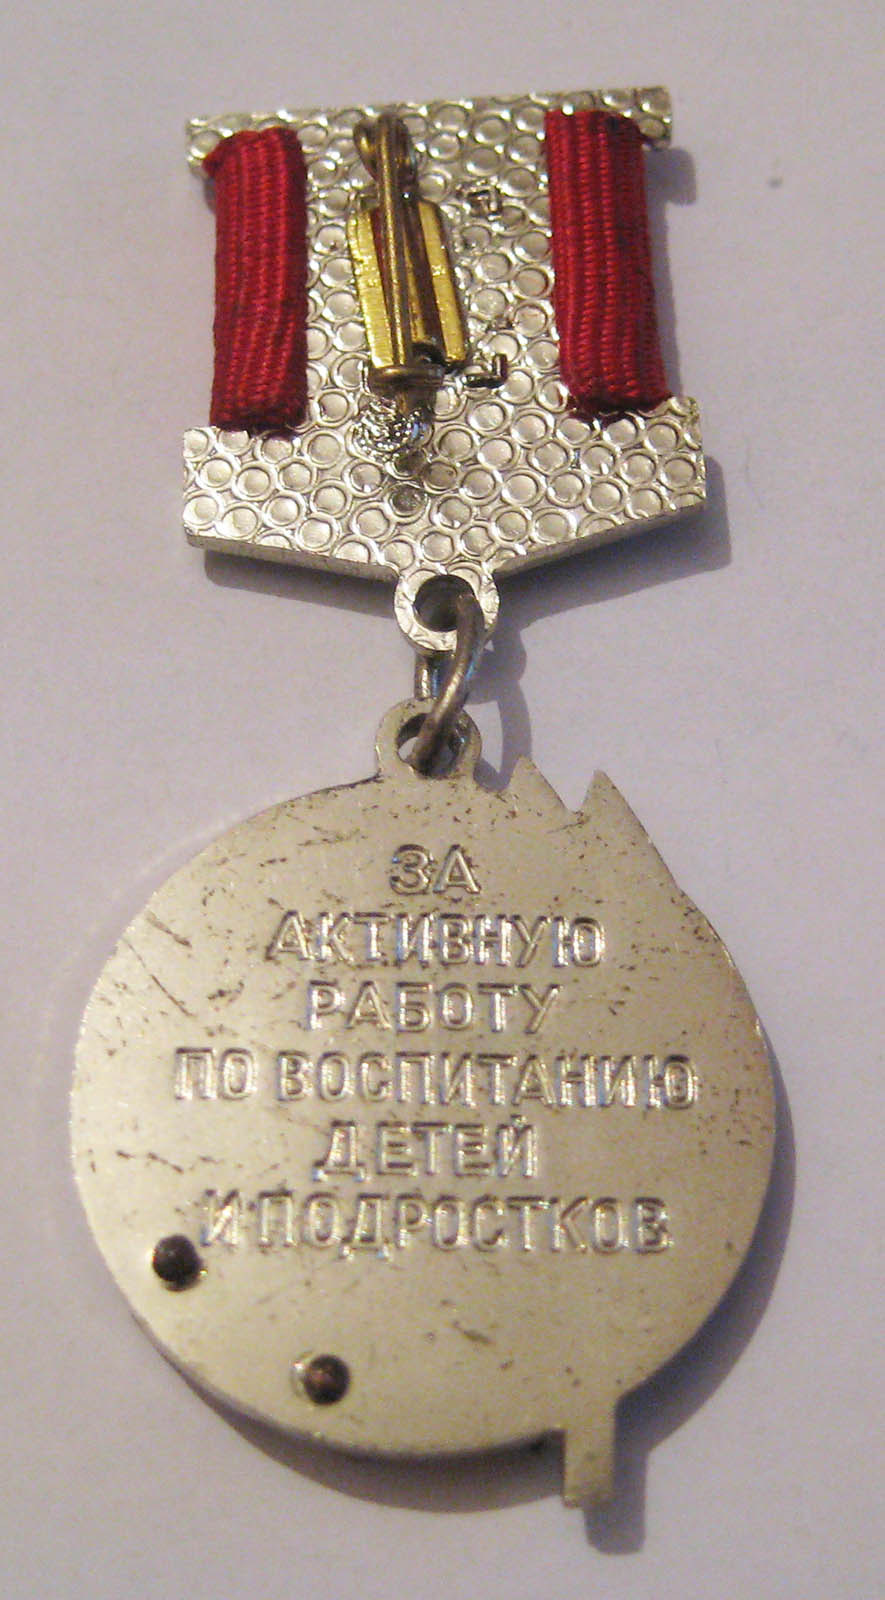 ЗА
АКТИВНУЮ
РАБОТУ
ПО ВОСПИТАНИЮ
ДЕТЕЙ
И ПОДРОСТКОВ